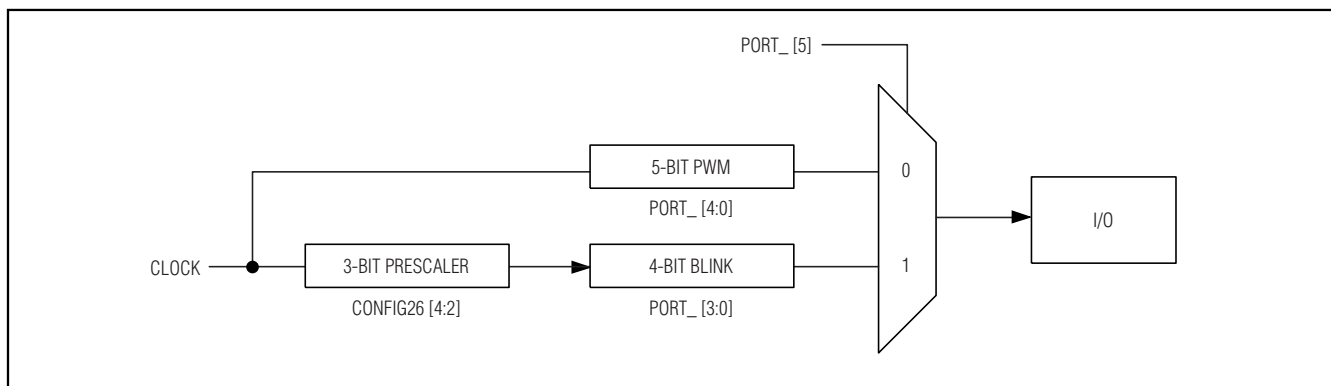 PORT_ [5]
5-BIT PWM
0
PORT_ [4:0]
I/O
CLOCK
3-BIT PRESCALER
4-BIT BLINK
1
CONFIG26 [4:2]
PORT_ [3:0]